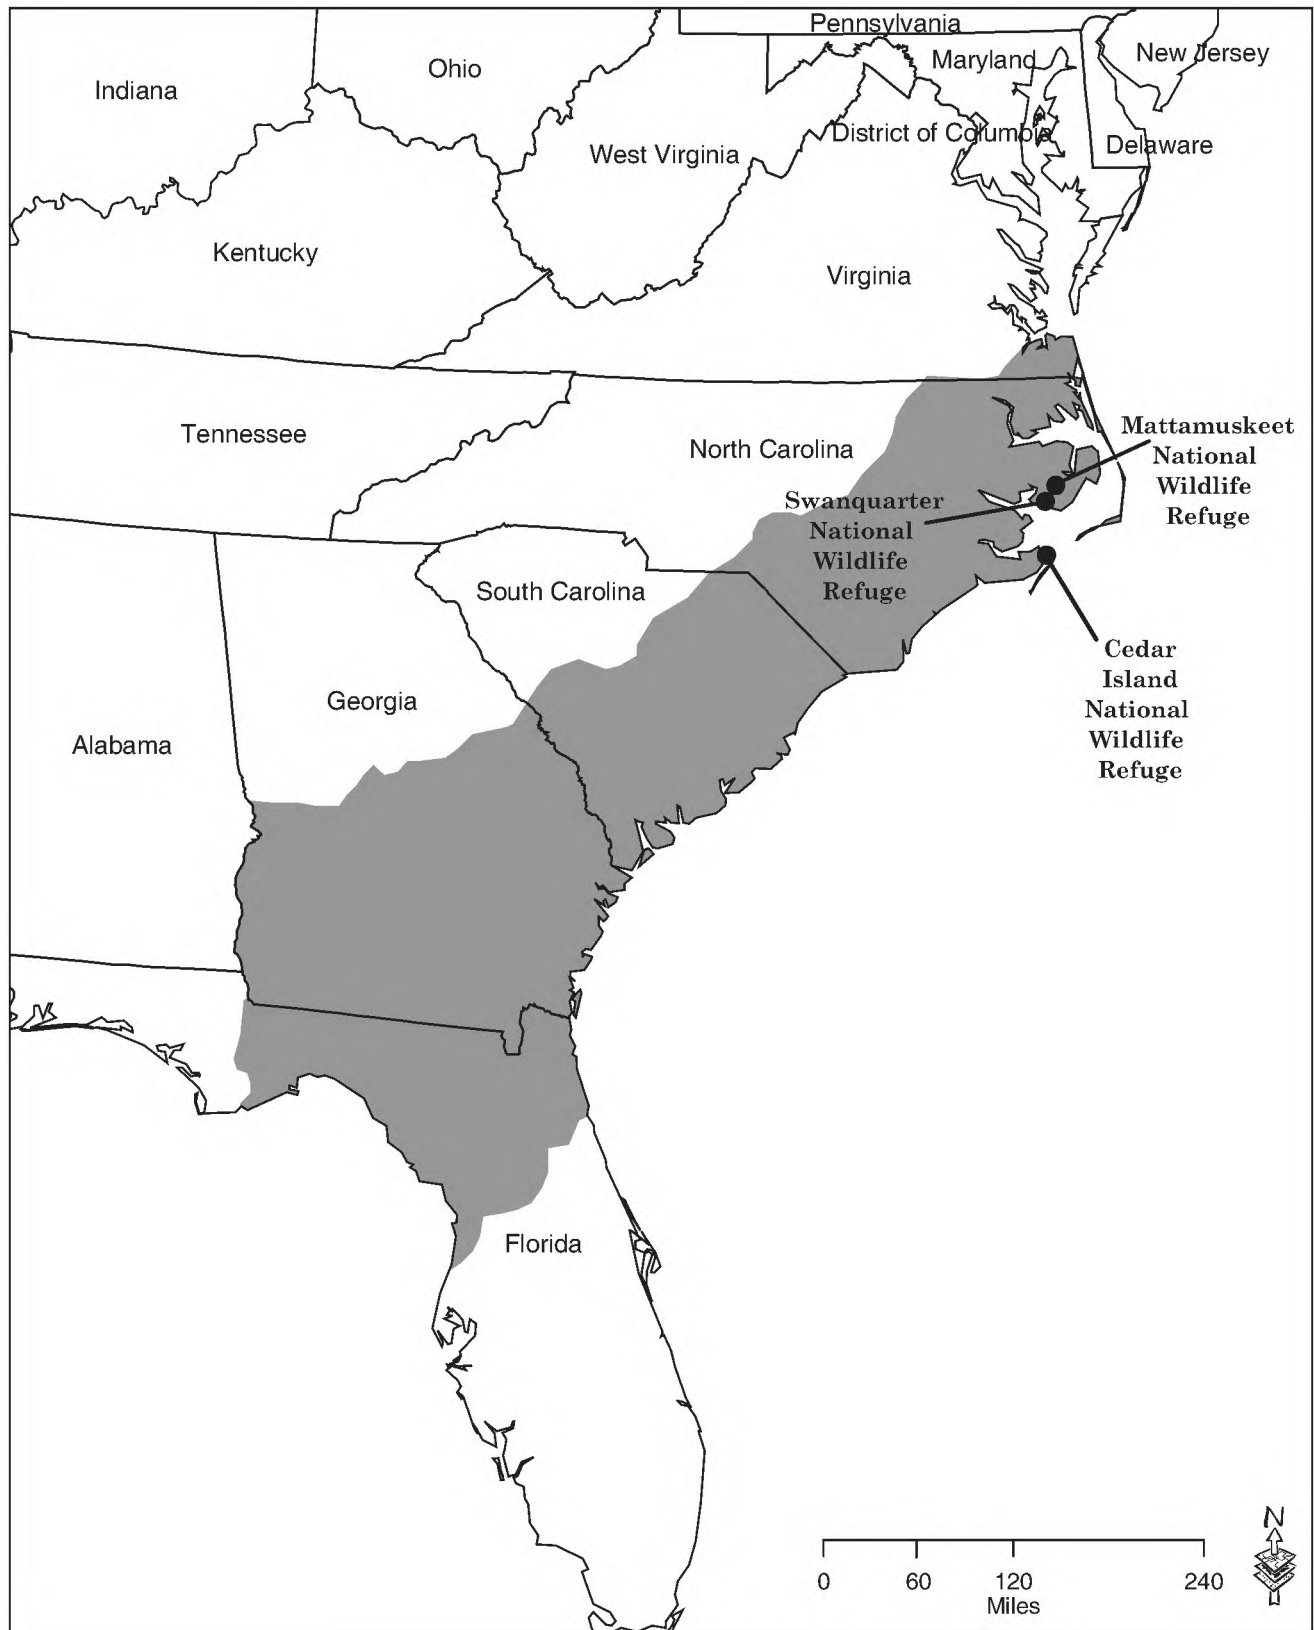 Pennsylvania
New Jersey
Maryland
Ohio
Indiana
District of Columbia
Delaware
West Virginia
Kentucky
Virginia
Tennessee
North Carolina
Mattamuskeet
National
Wildlife
Refuge
Swanquarter
National
Wildlife
Refuge
South Carolina
Cedar
Island
National
Wildlife
Refuge
Georgia
Alabama
Florida
N
0 60 120 240
Miles